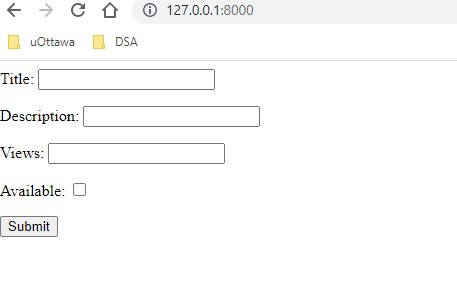 127.0.0.1:8000
uOttawa DSA
Title:
Description:
Views:
Available:
Submit